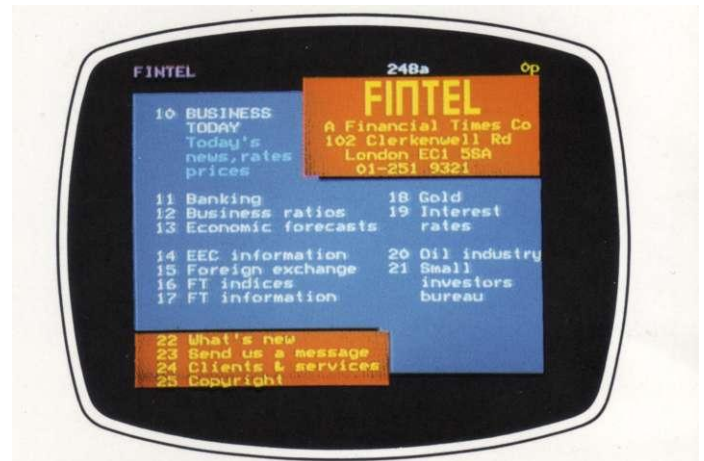 FINTEL 248a 0p
FINTEL
A Financial Times Co
102 Clerkenwell Rd
London EC1 5SA
01-251 9321
10 BUSINESS
TODAY
Today's
news,rates
prices
11 Banking
12 Business ratios
13 Economic forecasts
14 EEC information
15 Foreign exchange
16 FT indices
17 FT information
18 Gold
19 Interest
rates
20 Oil industry
21 Small
investors
bureau
22 What's new
23 Send us a message
24 Clients & services
25 Copyright